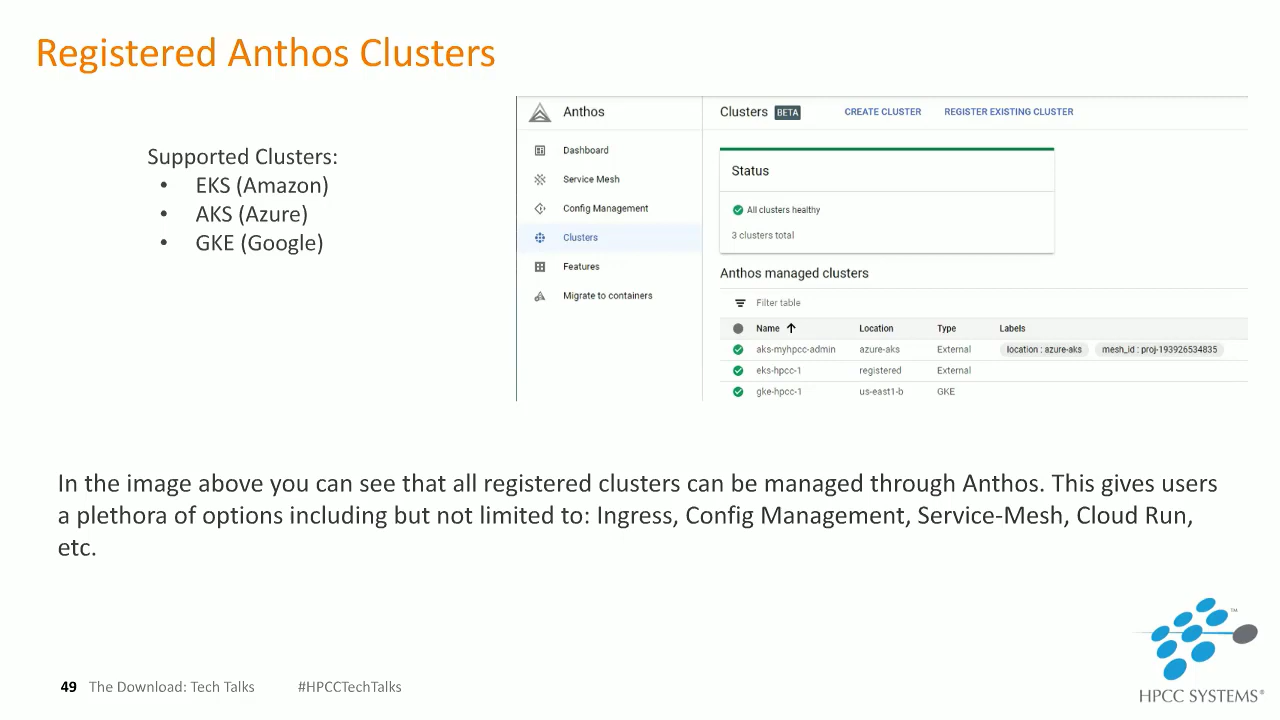 Registered Anthos Clusters
Supported Clusters:
• EKS (Amazon)
• AKS (Azure)
• GKE (Google)
Anthos
Dashboard
Service Mesh
Config Management
Clusters
Features
Migrate to containers
Clusters BETA CREATE CLUSTER REGISTER EXISTING CLUSTER
Status
All clusters healthy
3 clusters total
Anthos managed clusters
Filter table
Name Location Type Labels
aks-myhpcc-admin azure-aks External location : azure-aks mesh_id : proj-193926534835
eks-hpcc-1 registered External
gke-hpcc-1 us-east1-b GKE
In the image above you can see that all registered clusters can be managed through Anthos. This gives users
a plethora of options including but not limited to: Ingress, Config Management, Service-Mesh, Cloud Run,
etc.
™
HPCC SYSTEMS®
49 The Download: Tech Talks #HPCCTechTalks